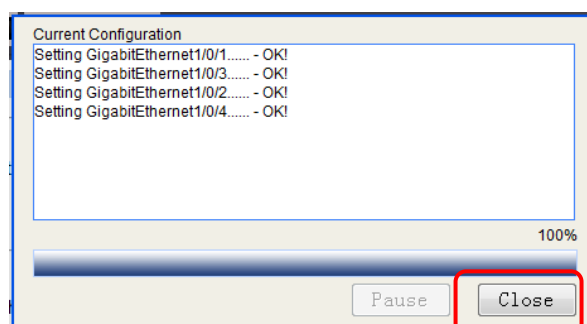 Current Configuration
Setting GigabitEthernet1/0/1...... - OK!
Setting GigabitEthernet1/0/3...... - OK!
Setting GigabitEthernet1/0/2...... - OK!
Setting GigabitEthernet1/0/4...... - OK!
100%
Pause Close